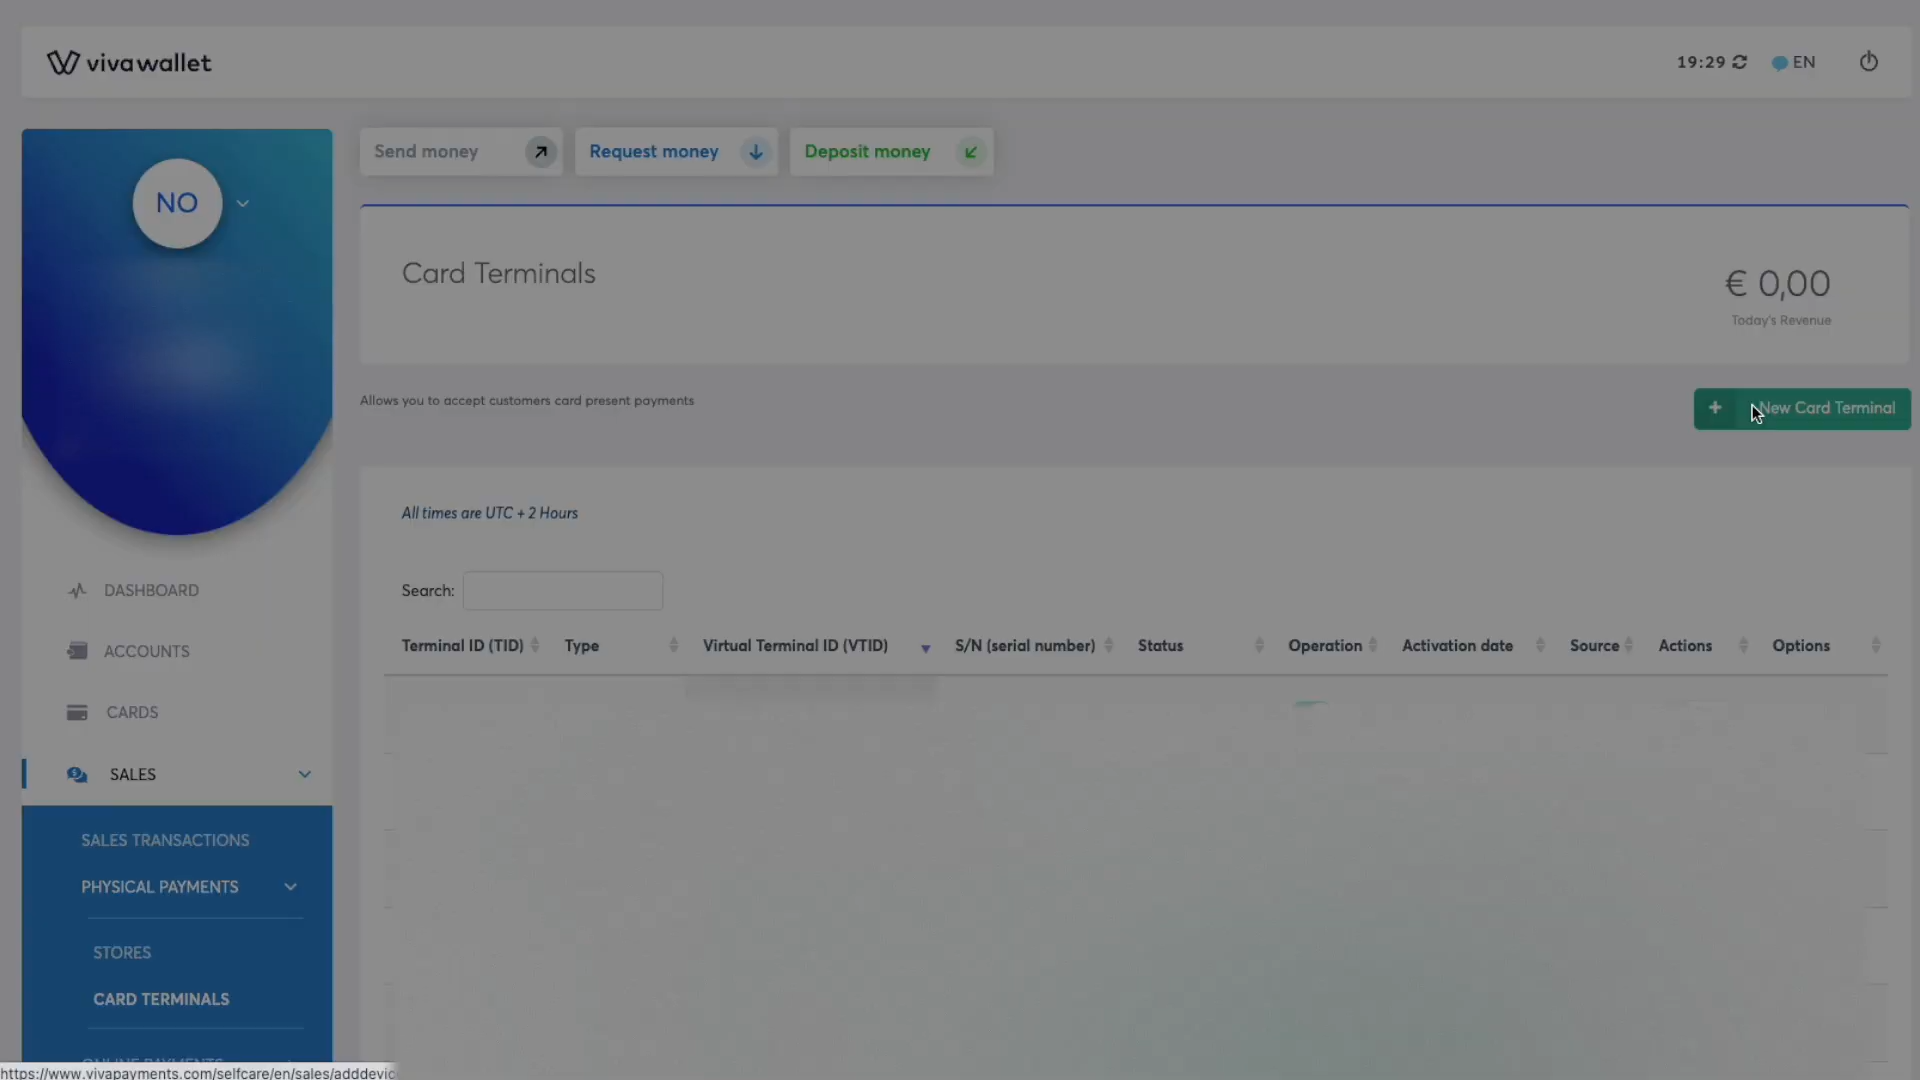 vivawallet
19:29
EN
NO
Send money
Request money
Deposit money
Card Terminals
€ 0,00
Today's Revenue
Allows you to accept customers card present payments
+ New Card Terminal
All times are UTC + 2 Hours
Search:
Terminal ID (TID) Type Virtual Terminal ID (VTID) S/N (serial number) Status Operation Activation date Source Actions Options
DASHBOARD
ACCOUNTS
CARDS
SALES
SALES TRANSACTIONS
PHYSICAL PAYMENTS
STORES
CARD TERMINALS
ONLINE PAYMENTS
https://www.vivapayments.com/selfcare/en/sales/adddevic